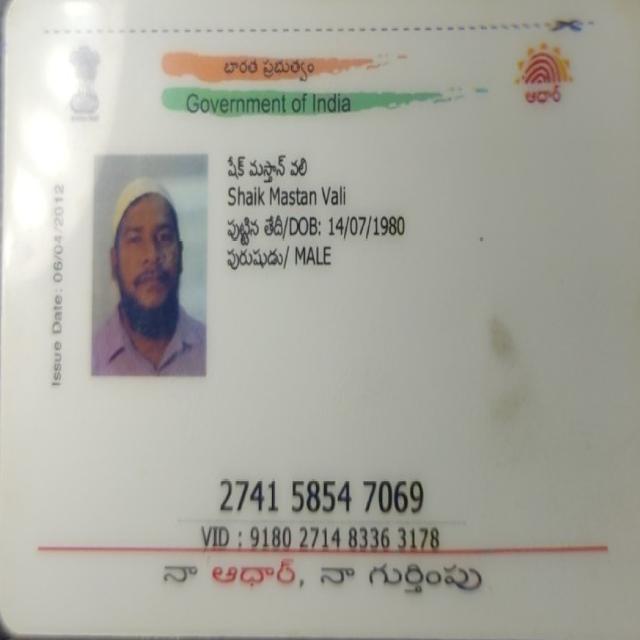 భారత ప్రభుత్వం
Government of India
ఆధార్
షేక్ మస్తాన్ వలి
Shaik Mastan Vali
పుట్టిన తేదీ/DOB: 14/07/1980
పురుషుడు/ MALE
Issue Date: 06/04/2012
2741 5854 7069
VID : 9180 2714 8336 3178
నా ఆధార్, నా గుర్తింపు